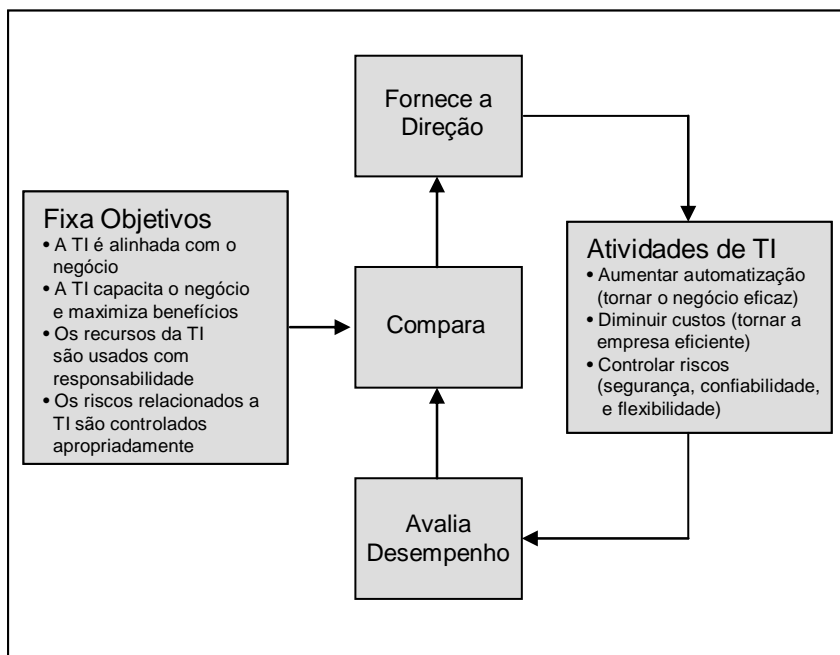 Fornece a
Direção
Fixa Objetivos
• A TI é alinhada com o
negócio
• A TI capacita o negócio
e maximiza benefícios
• Os recursos da TI
são usados com
responsabilidade
• Os riscos relacionados a
TI são controlados
apropriadamente
Compara
Atividades de TI
• Aumentar automatização
(tornar o negócio eficaz)
• Diminuir custos (tornar a
empresa eficiente)
• Controlar riscos
(segurança, confiabilidade,
e flexibilidade)
Avalia
Desempenho